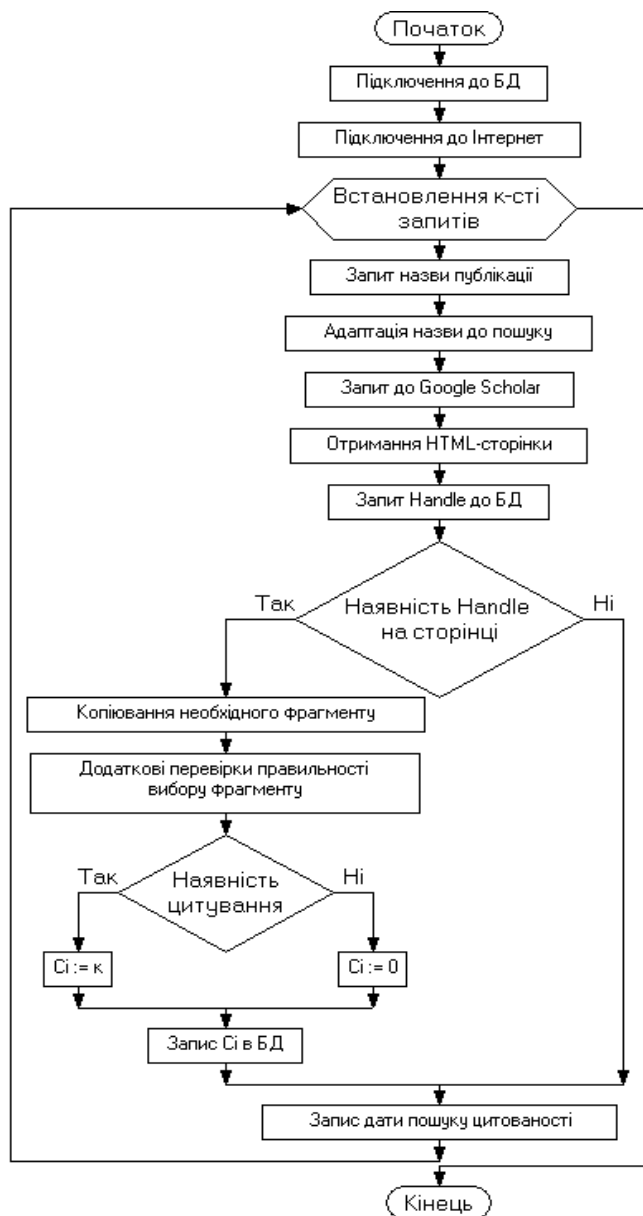 Початок
Підключення до БД
Підключення до Інтернет
Встановлення к-сті
запитів
Запит назви публікації
Адаптація назви до пошуку
Запит до Google Scholar
Отримання HTML-сторінки
Запит Handle до БД
Так
Наявність Handle
на сторінці
Ні
Копіювання необхідного фрагменту
Додаткові перевірки правильності
вибору фрагменту
Так
Наявність
цитування
Ні
Ci := к
Ci := 0
Запис Ci в БД
Запис дати пошуку цитованості
Кінець